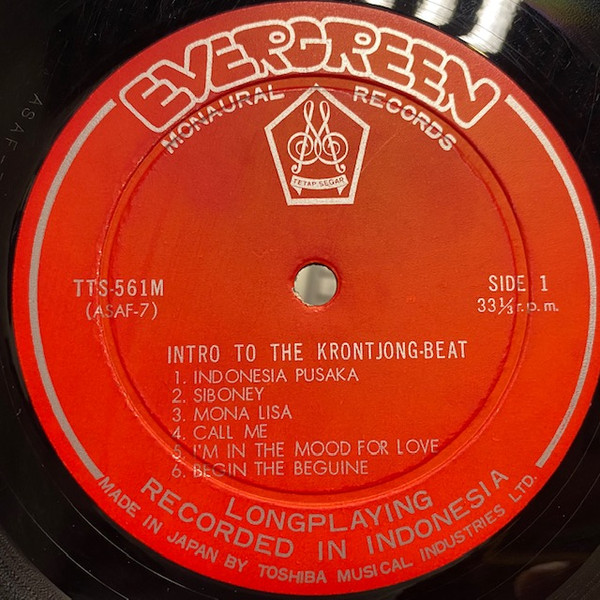 EVERGREEN
MONAURAL RECORDS
TETAP SEGAR
TTS-561M
(ASAF-7)
SIDE 1
33⅓ r.p.m.
INTRO TO THE KRONTJONG-BEAT
1. INDONESIA PUSAKA
2. SIBONEY
3. MONA LISA
4. CALL ME
5. I'M IN THE MOOD FOR LOVE
6. BEGIN THE BEGUINE
LONGPLAYING
RECORDED IN INDONESIA
MADE IN JAPAN BY TOSHIBA MUSICAL INDUSTRIES LTD.